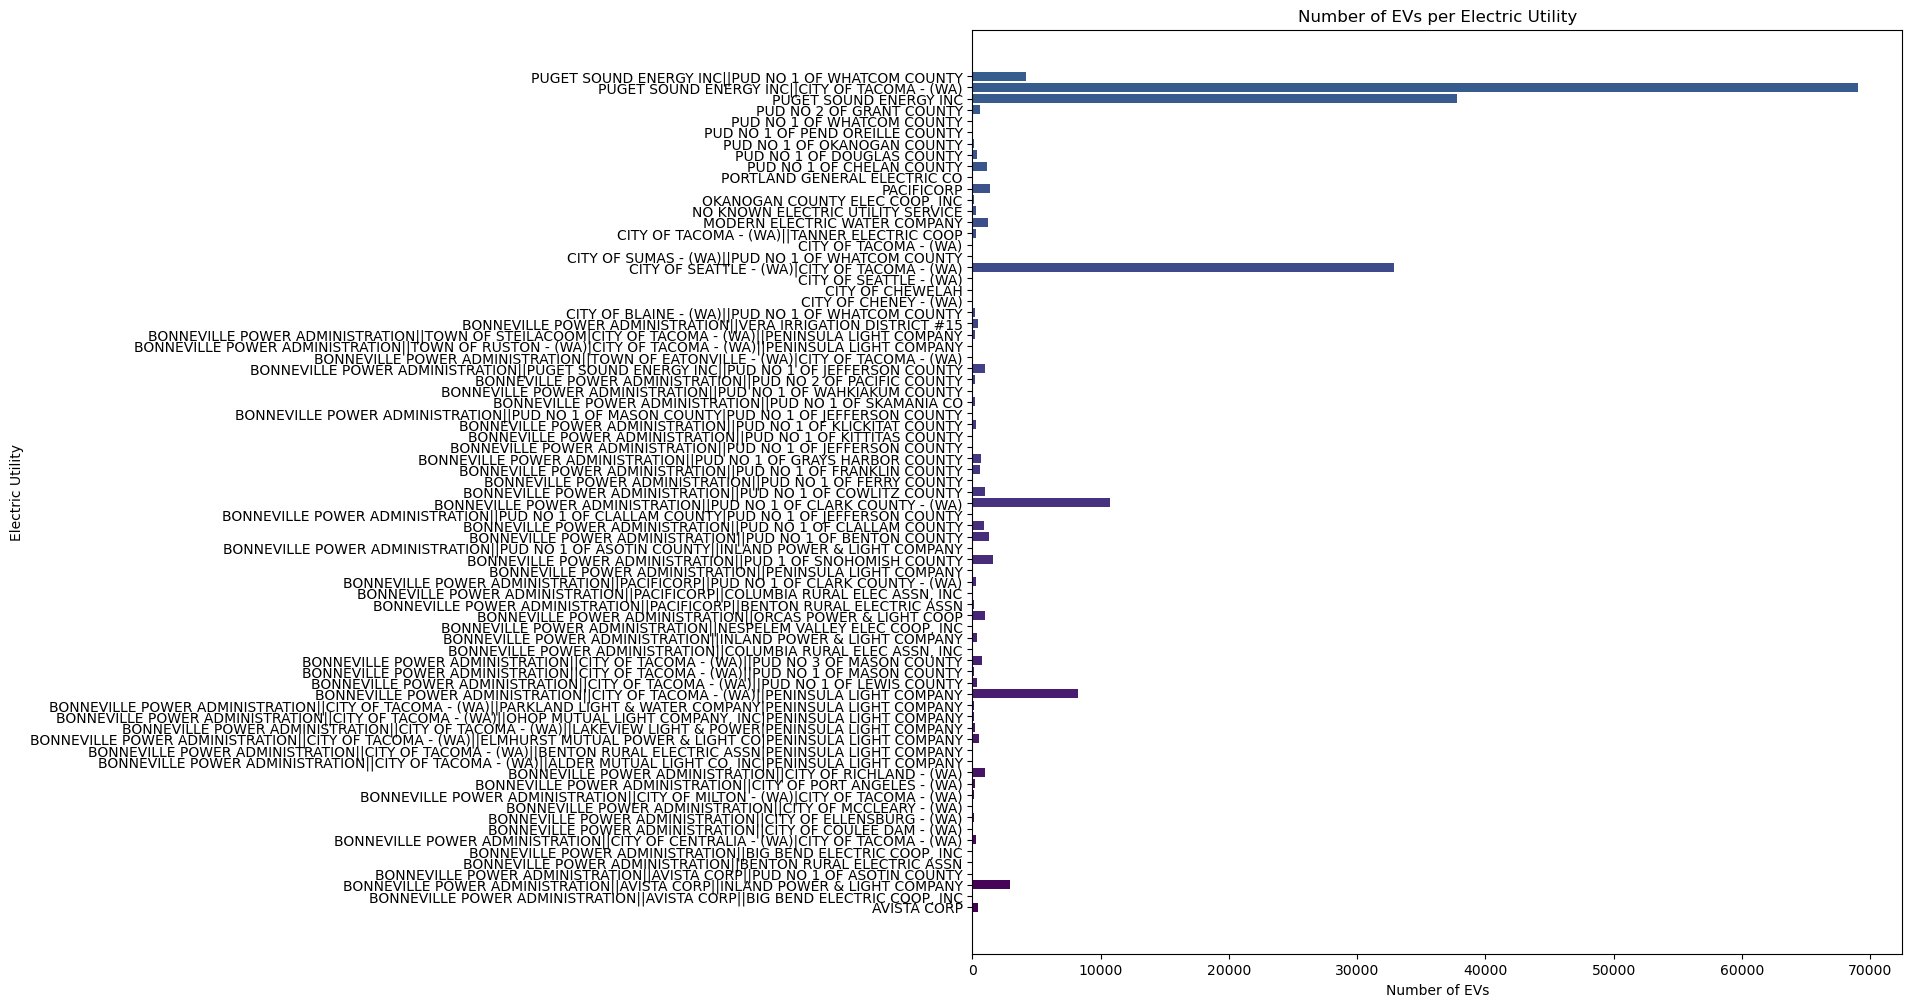 Number of EVs per Electric Utility
PUGET SOUND ENERGY INC||PUD NO 1 OF WHATCOM COUNTY
PUGET SOUND ENERGY INC||CITY OF TACOMA - (WA)
PUGET SOUND ENERGY INC
PUD NO 2 OF GRANT COUNTY
PUD NO 1 OF WHATCOM COUNTY
PUD NO 1 OF PEND OREILLE COUNTY
PUD NO 1 OF OKANOGAN COUNTY
PUD NO 1 OF DOUGLAS COUNTY
PUD NO 1 OF CHELAN COUNTY
PORTLAND GENERAL ELECTRIC CO
PACIFICORP
OKANOGAN COUNTY ELEC COOP, INC
NO KNOWN ELECTRIC UTILITY SERVICE
MODERN ELECTRIC WATER COMPANY
CITY OF TACOMA - (WA)||TANNER ELECTRIC COOP
CITY OF TACOMA - (WA)
CITY OF SUMAS - (WA)||PUD NO 1 OF WHATCOM COUNTY
CITY OF SEATTLE - (WA)|CITY OF TACOMA - (WA)
CITY OF SEATTLE - (WA)
CITY OF CHEWELAH
CITY OF CHENEY - (WA)
CITY OF BLAINE - (WA)||PUD NO 1 OF WHATCOM COUNTY
BONNEVILLE POWER ADMINISTRATION||VERA IRRIGATION DISTRICT #15
BONNEVILLE POWER ADMINISTRATION||TOWN OF STEILACOOM|CITY OF TACOMA - (WA)||PENINSULA LIGHT COMPANY
BONNEVILLE POWER ADMINISTRATION||TOWN OF RUSTON - (WA)|CITY OF TACOMA - (WA)||PENINSULA LIGHT COMPANY
BONNEVILLE POWER ADMINISTRATION||TOWN OF EATONVILLE - (WA)|CITY OF TACOMA - (WA)
BONNEVILLE POWER ADMINISTRATION||PUGET SOUND ENERGY INC||PUD NO 1 OF JEFFERSON COUNTY
BONNEVILLE POWER ADMINISTRATION||PUD NO 2 OF PACIFIC COUNTY
BONNEVILLE POWER ADMINISTRATION||PUD NO 1 OF WAHKIAKUM COUNTY
BONNEVILLE POWER ADMINISTRATION||PUD NO 1 OF SKAMANIA CO
BONNEVILLE POWER ADMINISTRATION||PUD NO 1 OF MASON COUNTY|PUD NO 1 OF JEFFERSON COUNTY
BONNEVILLE POWER ADMINISTRATION||PUD NO 1 OF KLICKITAT COUNTY
BONNEVILLE POWER ADMINISTRATION||PUD NO 1 OF KITTITAS COUNTY
BONNEVILLE POWER ADMINISTRATION||PUD NO 1 OF JEFFERSON COUNTY
BONNEVILLE POWER ADMINISTRATION||PUD NO 1 OF GRAYS HARBOR COUNTY
BONNEVILLE POWER ADMINISTRATION||PUD NO 1 OF FRANKLIN COUNTY
BONNEVILLE POWER ADMINISTRATION||PUD NO 1 OF FERRY COUNTY
BONNEVILLE POWER ADMINISTRATION||PUD NO 1 OF COWLITZ COUNTY
BONNEVILLE POWER ADMINISTRATION||PUD NO 1 OF CLARK COUNTY - (WA)
BONNEVILLE POWER ADMINISTRATION||PUD NO 1 OF CLALLAM COUNTY|PUD NO 1 OF JEFFERSON COUNTY
BONNEVILLE POWER ADMINISTRATION||PUD NO 1 OF CLALLAM COUNTY
BONNEVILLE POWER ADMINISTRATION||PUD NO 1 OF BENTON COUNTY
BONNEVILLE POWER ADMINISTRATION||PUD NO 1 OF ASOTIN COUNTY||INLAND POWER & LIGHT COMPANY
BONNEVILLE POWER ADMINISTRATION||PUD 1 OF SNOHOMISH COUNTY
BONNEVILLE POWER ADMINISTRATION||PENINSULA LIGHT COMPANY
BONNEVILLE POWER ADMINISTRATION||PACIFICORP||PUD NO 1 OF CLARK COUNTY - (WA)
BONNEVILLE POWER ADMINISTRATION||PACIFICORP||COLUMBIA RURAL ELEC ASSN, INC
BONNEVILLE POWER ADMINISTRATION||PACIFICORP||BENTON RURAL ELECTRIC ASSN
BONNEVILLE POWER ADMINISTRATION||ORCAS POWER & LIGHT COOP
BONNEVILLE POWER ADMINISTRATION||NESPELEM VALLEY ELEC COOP, INC
BONNEVILLE POWER ADMINISTRATION||INLAND POWER & LIGHT COMPANY
BONNEVILLE POWER ADMINISTRATION||COLUMBIA RURAL ELEC ASSN, INC
BONNEVILLE POWER ADMINISTRATION||CITY OF TACOMA - (WA)||PUD NO 3 OF MASON COUNTY
BONNEVILLE POWER ADMINISTRATION||CITY OF TACOMA - (WA)||PUD NO 1 OF MASON COUNTY
BONNEVILLE POWER ADMINISTRATION||CITY OF TACOMA - (WA)||PUD NO 1 OF LEWIS COUNTY
BONNEVILLE POWER ADMINISTRATION||CITY OF TACOMA - (WA)||PENINSULA LIGHT COMPANY
BONNEVILLE POWER ADMINISTRATION||CITY OF TACOMA - (WA)||PARKLAND LIGHT & WATER COMPANY|PENINSULA LIGHT COMPANY
BONNEVILLE POWER ADMINISTRATION||CITY OF TACOMA - (WA)||OHOP MUTUAL LIGHT COMPANY, INC|PENINSULA LIGHT COMPANY
BONNEVILLE POWER ADMINISTRATION||CITY OF TACOMA - (WA)||LAKEVIEW LIGHT & POWER|PENINSULA LIGHT COMPANY
BONNEVILLE POWER ADMINISTRATION||CITY OF TACOMA - (WA)||ELMHURST MUTUAL POWER & LIGHT CO|PENINSULA LIGHT COMPANY
BONNEVILLE POWER ADMINISTRATION||CITY OF TACOMA - (WA)||BENTON RURAL ELECTRIC ASSN|PENINSULA LIGHT COMPANY
BONNEVILLE POWER ADMINISTRATION||CITY OF TACOMA - (WA)||ALDER MUTUAL LIGHT CO, INC|PENINSULA LIGHT COMPANY
BONNEVILLE POWER ADMINISTRATION||CITY OF RICHLAND - (WA)
BONNEVILLE POWER ADMINISTRATION||CITY OF PORT ANGELES - (WA)
BONNEVILLE POWER ADMINISTRATION||CITY OF MILTON - (WA)|CITY OF TACOMA - (WA)
BONNEVILLE POWER ADMINISTRATION||CITY OF MCCLEARY - (WA)
BONNEVILLE POWER ADMINISTRATION||CITY OF ELLENSBURG - (WA)
BONNEVILLE POWER ADMINISTRATION||CITY OF COULEE DAM - (WA)
BONNEVILLE POWER ADMINISTRATION||CITY OF CENTRALIA - (WA)|CITY OF TACOMA - (WA)
BONNEVILLE POWER ADMINISTRATION||BIG BEND ELECTRIC COOP, INC
BONNEVILLE POWER ADMINISTRATION||BENTON RURAL ELECTRIC ASSN
BONNEVILLE POWER ADMINISTRATION||AVISTA CORP||PUD NO 1 OF ASOTIN COUNTY
BONNEVILLE POWER ADMINISTRATION||AVISTA CORP||INLAND POWER & LIGHT COMPANY
BONNEVILLE POWER ADMINISTRATION||AVISTA CORP||BIG BEND ELECTRIC COOP, INC
AVISTA CORP
Electric Utility
0 10000 20000 30000 40000 50000 60000 70000
Number of EVs